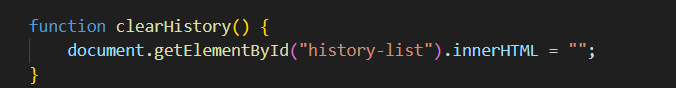 function clearHistory() {
    document.getElementById("history-list").innerHTML = "";
}